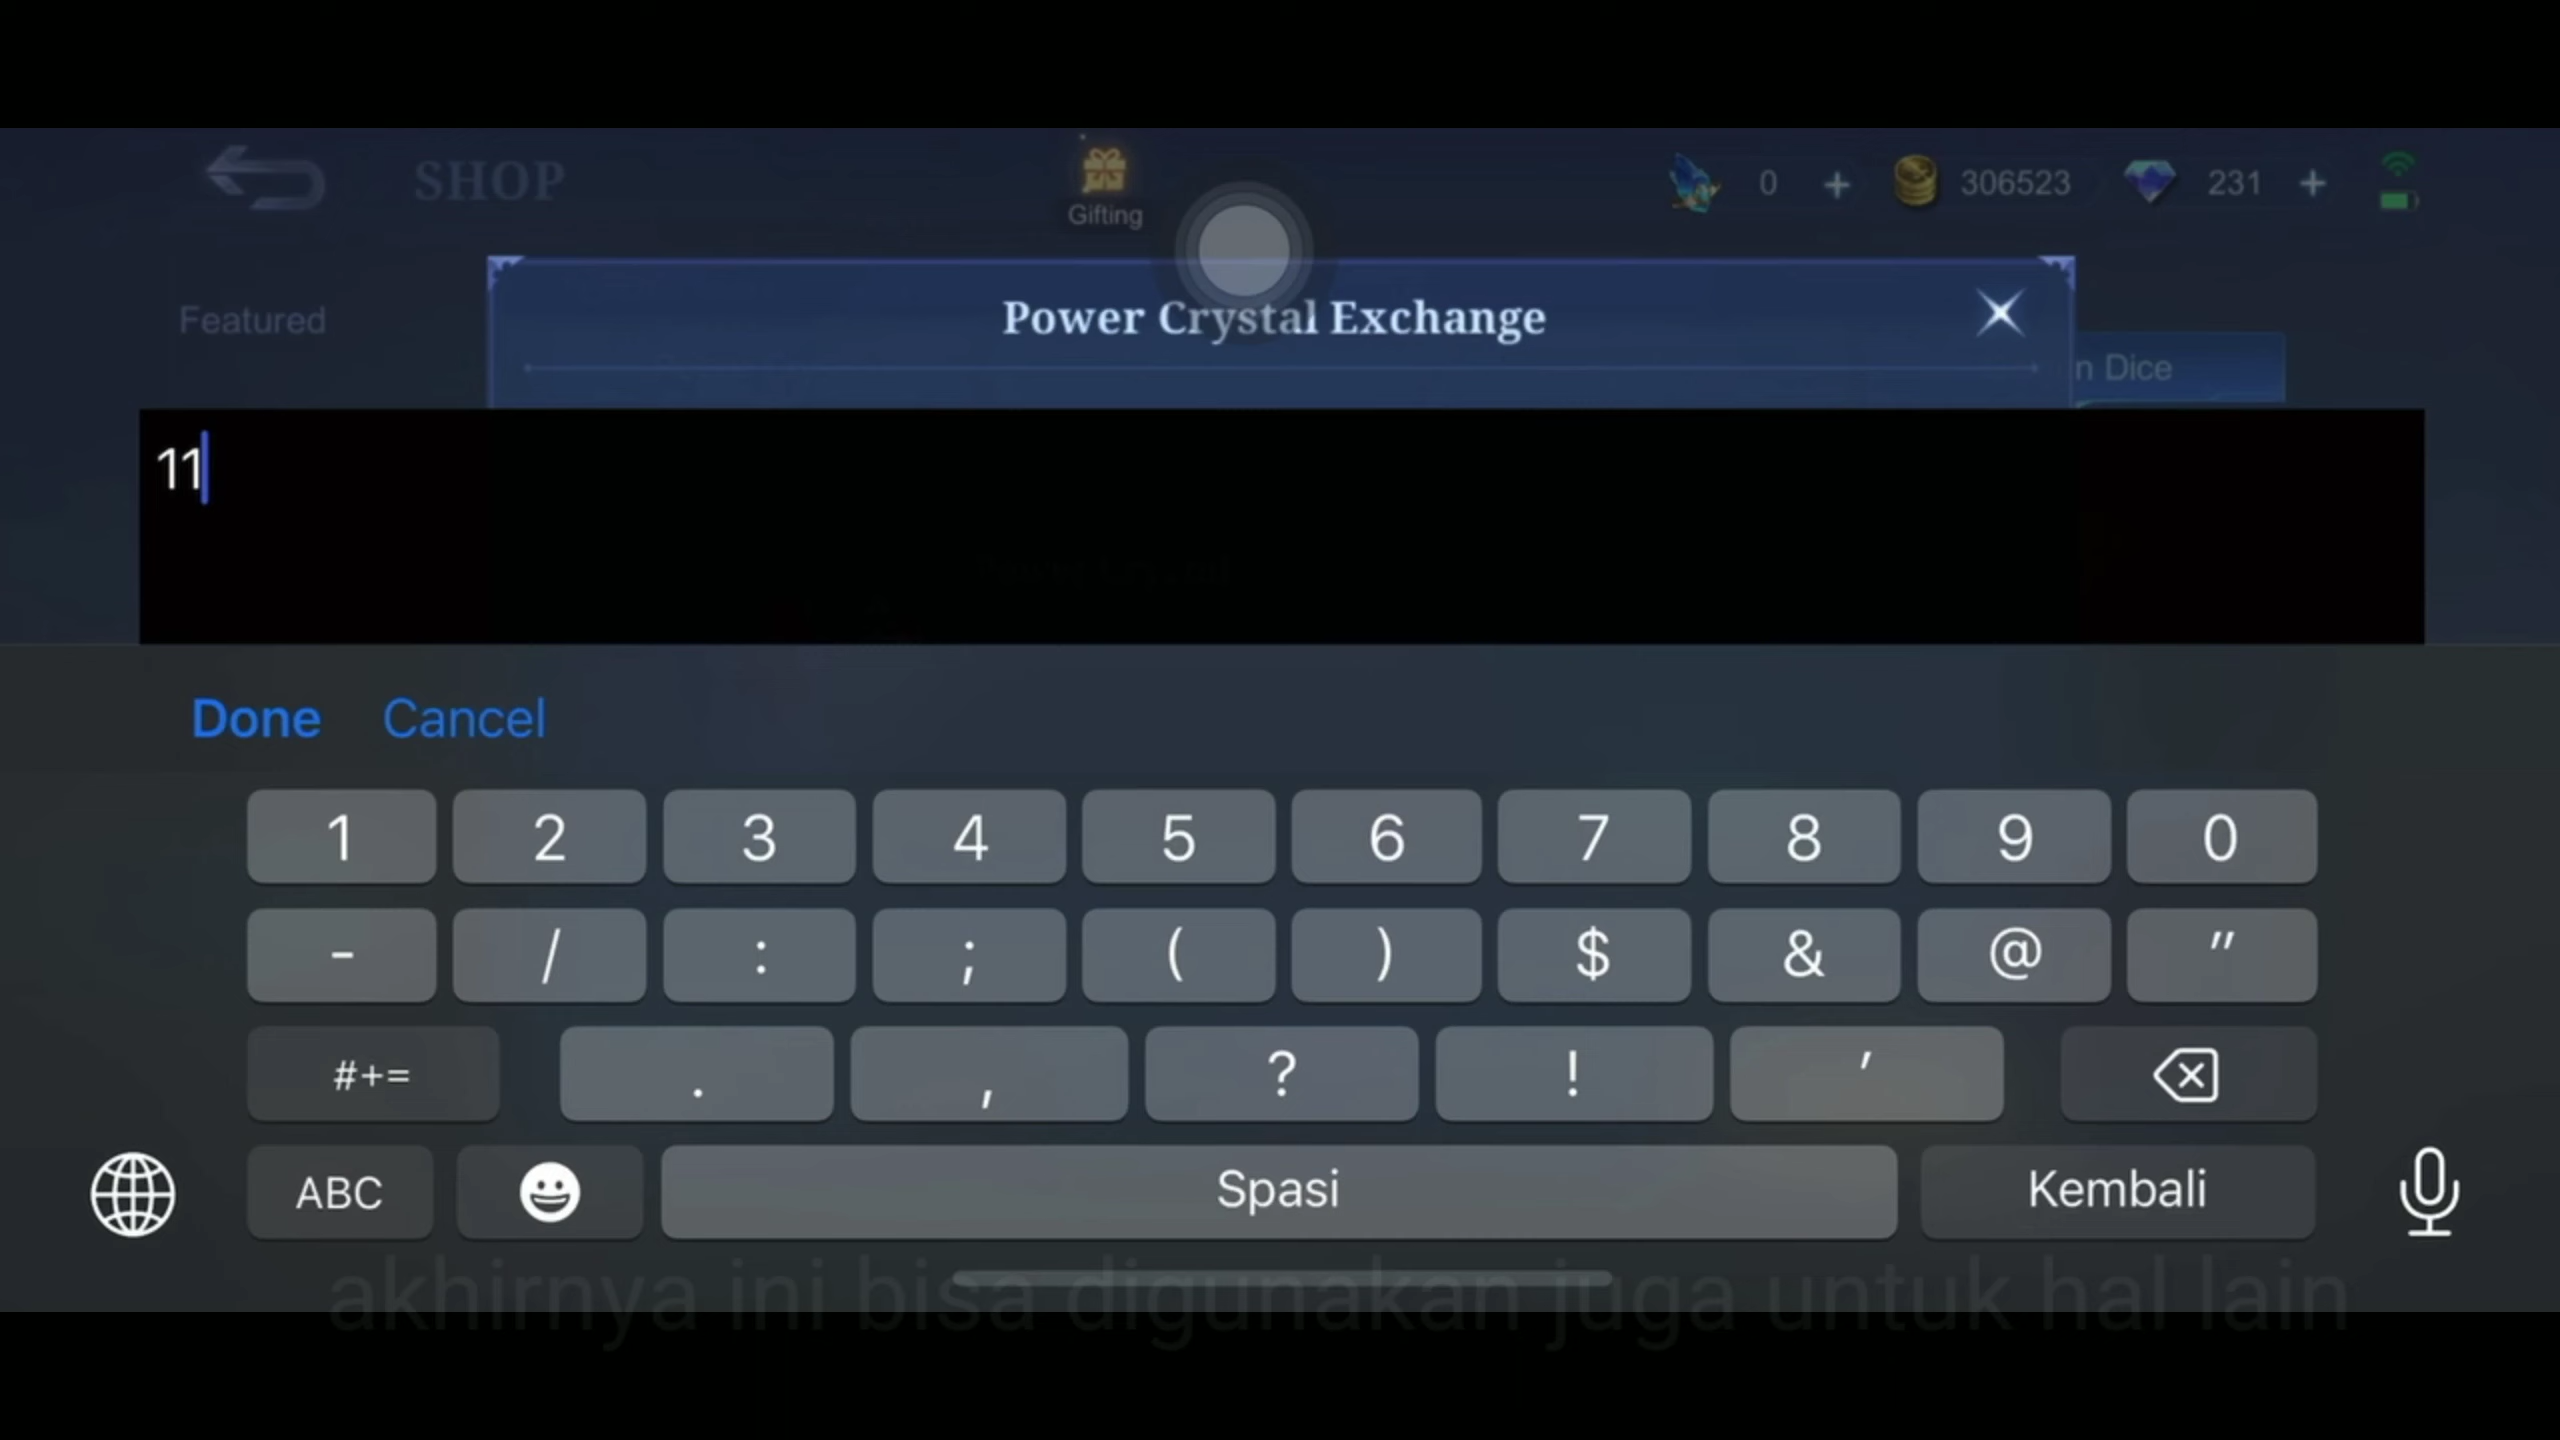 SHOP
Gifting
0
306523
231
Featured
Power Crystal Exchange
n Dice
11
Done Cancel
1 2 3 4 5 6 7 8 9 0
- / : ; ( ) $ & @ "
#+= . , ? ! '
ABC Spasi Kembali
akhirnya ini bisa digunakan juga untuk hal lain